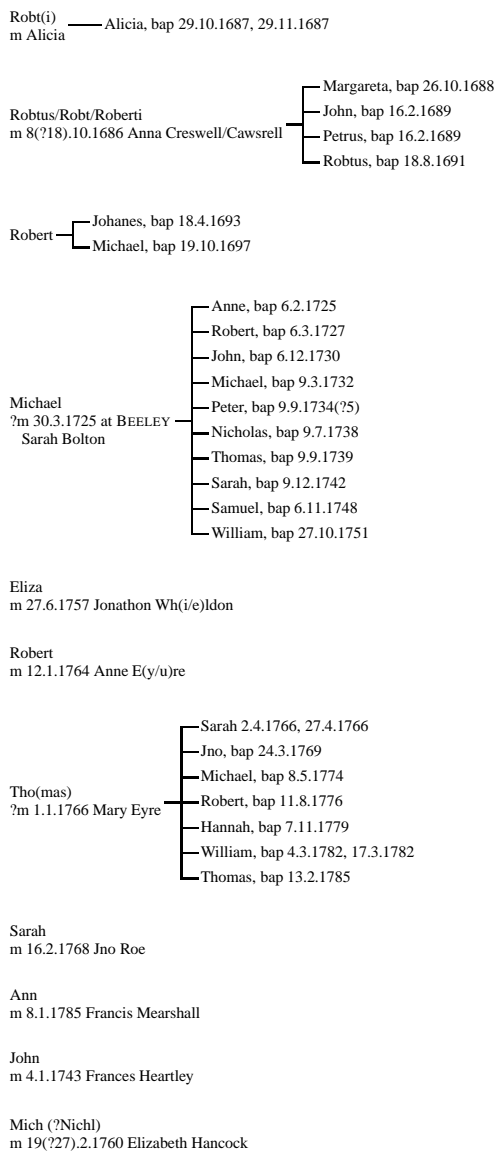 Robt(i)
m Alicia
Alicia, bap 29.10.1687, 29.11.1687
Robtus/Robt/Roberti
m 8(?18).10.1686 Anna Creswell/Cawsrell
Margareta, bap 26.10.1688
John, bap 16.2.1689
Petrus, bap 16.2.1689
Robtus, bap 18.8.1691
Robert
Johanes, bap 18.4.1693
Michael, bap 19.10.1697
Michael
?m 30.3.1725 at BEELEY
Sarah Bolton
Anne, bap 6.2.1725
Robert, bap 6.3.1727
John, bap 6.12.1730
Michael, bap 9.3.1732
Peter, bap 9.9.1734(?5)
Nicholas, bap 9.7.1738
Thomas, bap 9.9.1739
Sarah, bap 9.12.1742
Samuel, bap 6.11.1748
William, bap 27.10.1751
Eliza
m 27.6.1757 Jonathon Wh(i/e)ldon
Robert
m 12.1.1764 Anne E(y/u)re
Tho(mas)
?m 1.1.1766 Mary Eyre
Sarah 2.4.1766, 27.4.1766
Jno, bap 24.3.1769
Michael, bap 8.5.1774
Robert, bap 11.8.1776
Hannah, bap 7.11.1779
William, bap 4.3.1782, 17.3.1782
Thomas, bap 13.2.1785
Sarah
m 16.2.1768 Jno Roe
Ann
m 8.1.1785 Francis Mearshall
John
m 4.1.1743 Frances Heartley
Mich (?Nichl)
m 19(?27).2.1760 Elizabeth Hancock